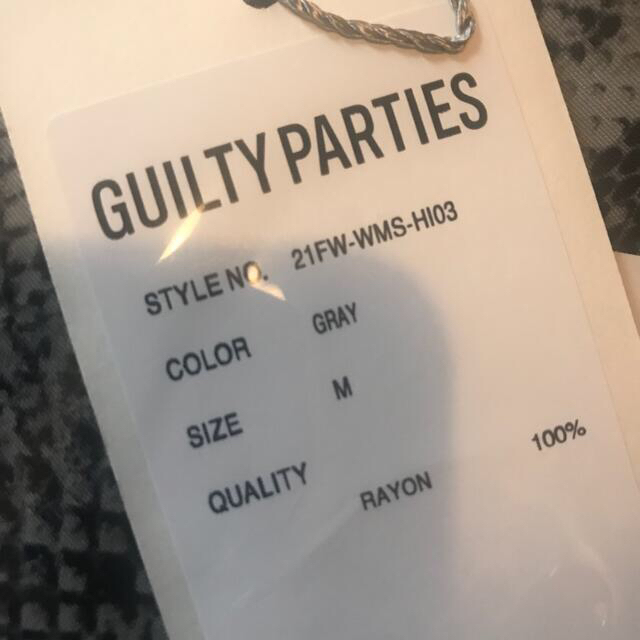 GUILTY PARTIES
STYLE NO. 21FW-WMS-HI03
COLOR GRAY
SIZE M
QUALITY RAYON 100%